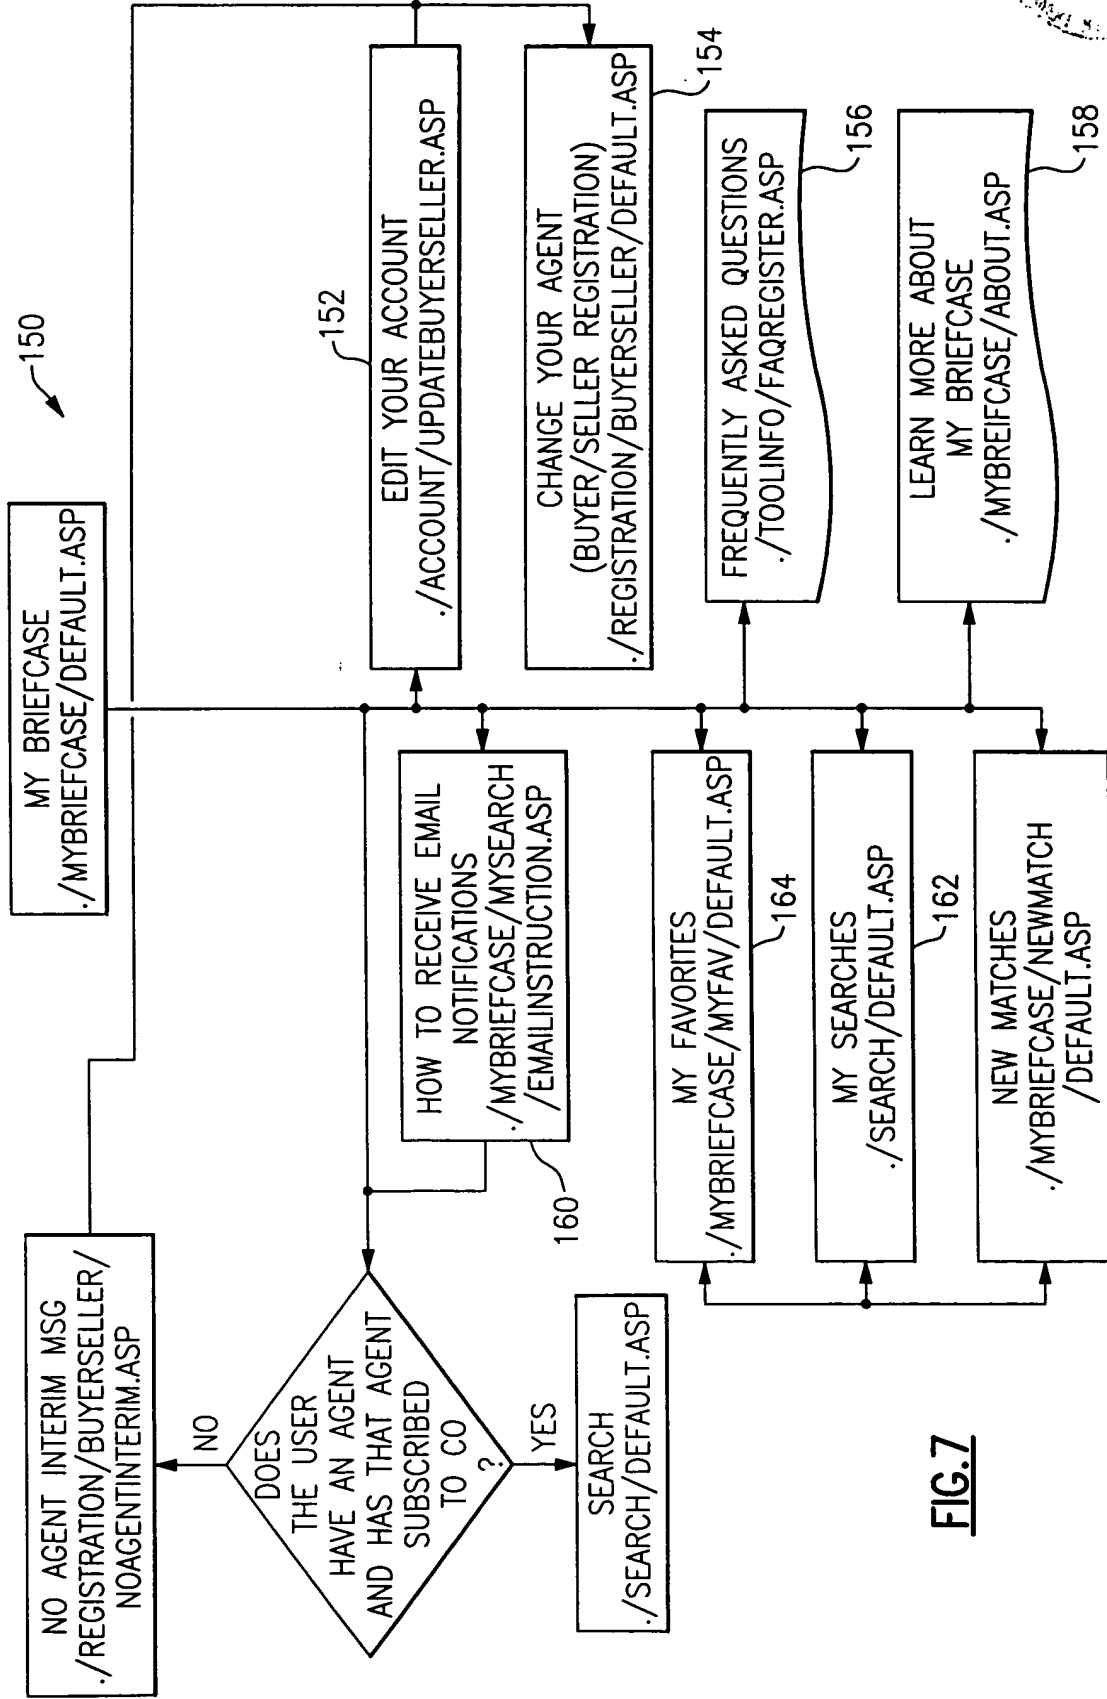 150
MY BRIEFCASE
./MYBRIEFCASE/DEFAULT.ASP
NO AGENT INTERIM MSG
./REGISTRATION/BUYERSELLER/
NOAGENTINTERIM.ASP
NO
DOES
THE USER
HAVE AN AGENT
AND HAS THAT AGENT
SUBSCRIBED
TO CO
?
YES
SEARCH
./SEARCH/DEFAULT.ASP
HOW TO RECEIVE EMAIL
NOTIFICATIONS
./MYBRIEFCASE/MYSEARCH
/EMAILINSTRUCTION.ASP
160
MY FAVORITES
./MYBRIEFCASE/MYFAV/DEFAULT.ASP
164
MY SEARCHES
./SEARCH/DEFAULT.ASP
162
NEW MATCHES
./MYBRIEFCASE/NEWMATCH
/DEFAULT.ASP
152
EDIT YOUR ACCOUNT
./ACCOUNT/UPDATEBUYERSELLER.ASP
CHANGE YOUR AGENT
(BUYER/SELLER REGISTRATION)
./REGISTRATION/BUYERSELLER/DEFAULT.ASP
154
FREQUENTLY ASKED QUESTIONS
./TOOLINFO/FAQREGISTER.ASP
156
LEARN MORE ABOUT
MY BRIEFCASE
./MYBREIFCASE/ABOUT.ASP
158
FIG.7